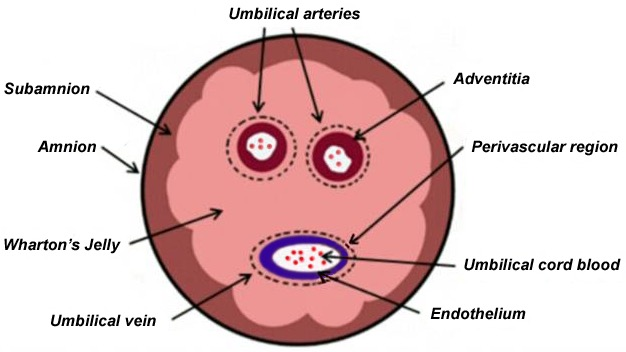 Umbilical arteries
Subamnion
Adventitia
Amnion
Perivascular region
Wharton's Jelly
Umbilical cord blood
Umbilical vein
Endothelium